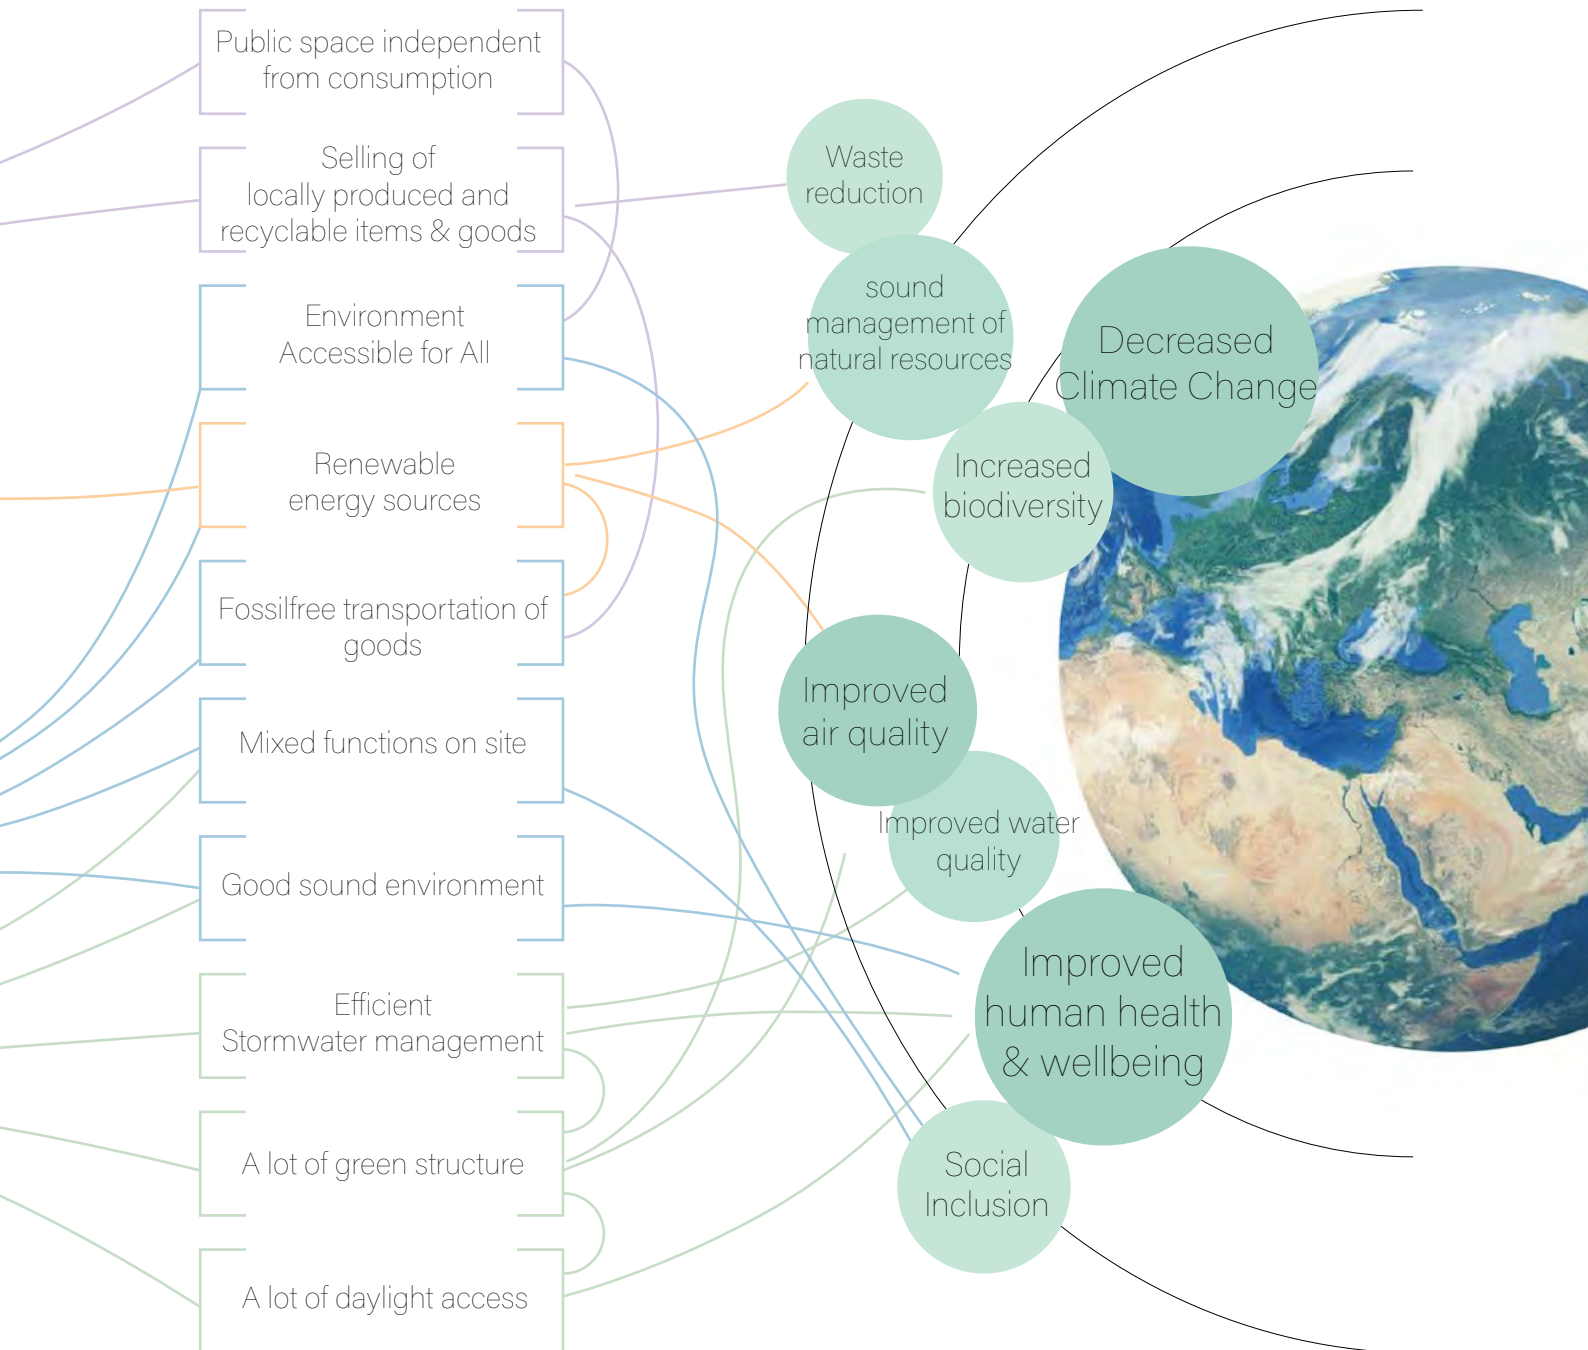 Public space independent
from consumption
Selling of
locally produced and
recyclable items & goods
Environment
Accessible for All
Renewable
energy sources
Fossilfree transportation of
goods
Mixed functions on site
Good sound environment
Efficient
Stormwater management
A lot of green structure
A lot of daylight access
Waste
reduction
sound
management of
natural resources
Decreased
Climate Change
Increased
biodiversity
Improved
air quality
Improved water
quality
Improved
human health
& wellbeing
Social
Inclusion